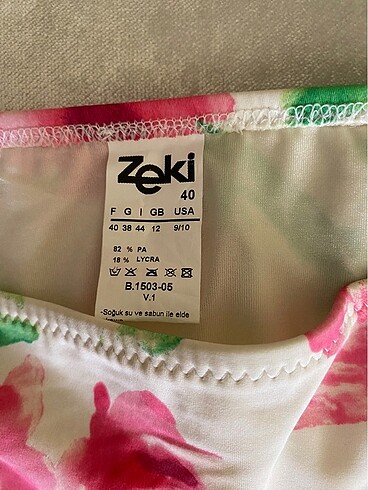 Zeki
40
F G I GB USA
40 38 44 12 9/10
82 % PA
18 % LYCRA
B.1503-05
V.1
-Soğuk su ve sabun ile elde